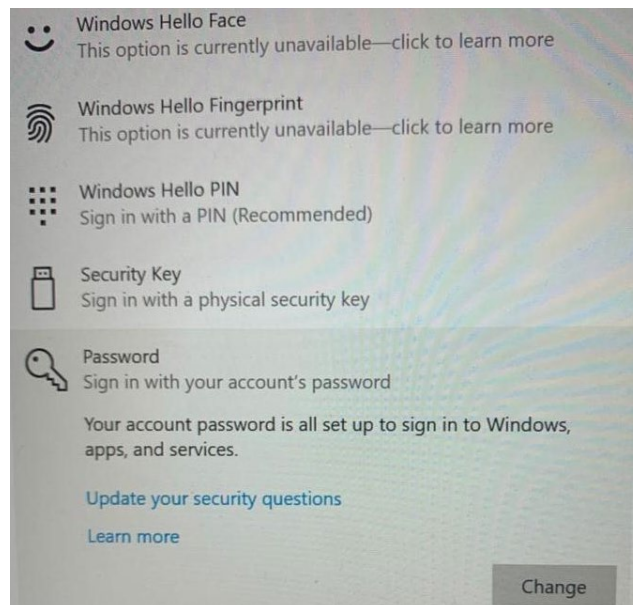 Windows Hello Face
This option is currently unavailable—click to learn more
Windows Hello Fingerprint
This option is currently unavailable—click to learn more
Windows Hello PIN
Sign in with a PIN (Recommended)
Security Key
Sign in with a physical security key
Password
Sign in with your account's password
Your account password is all set up to sign in to Windows,
apps, and services.
Update your security questions
Learn more
Change